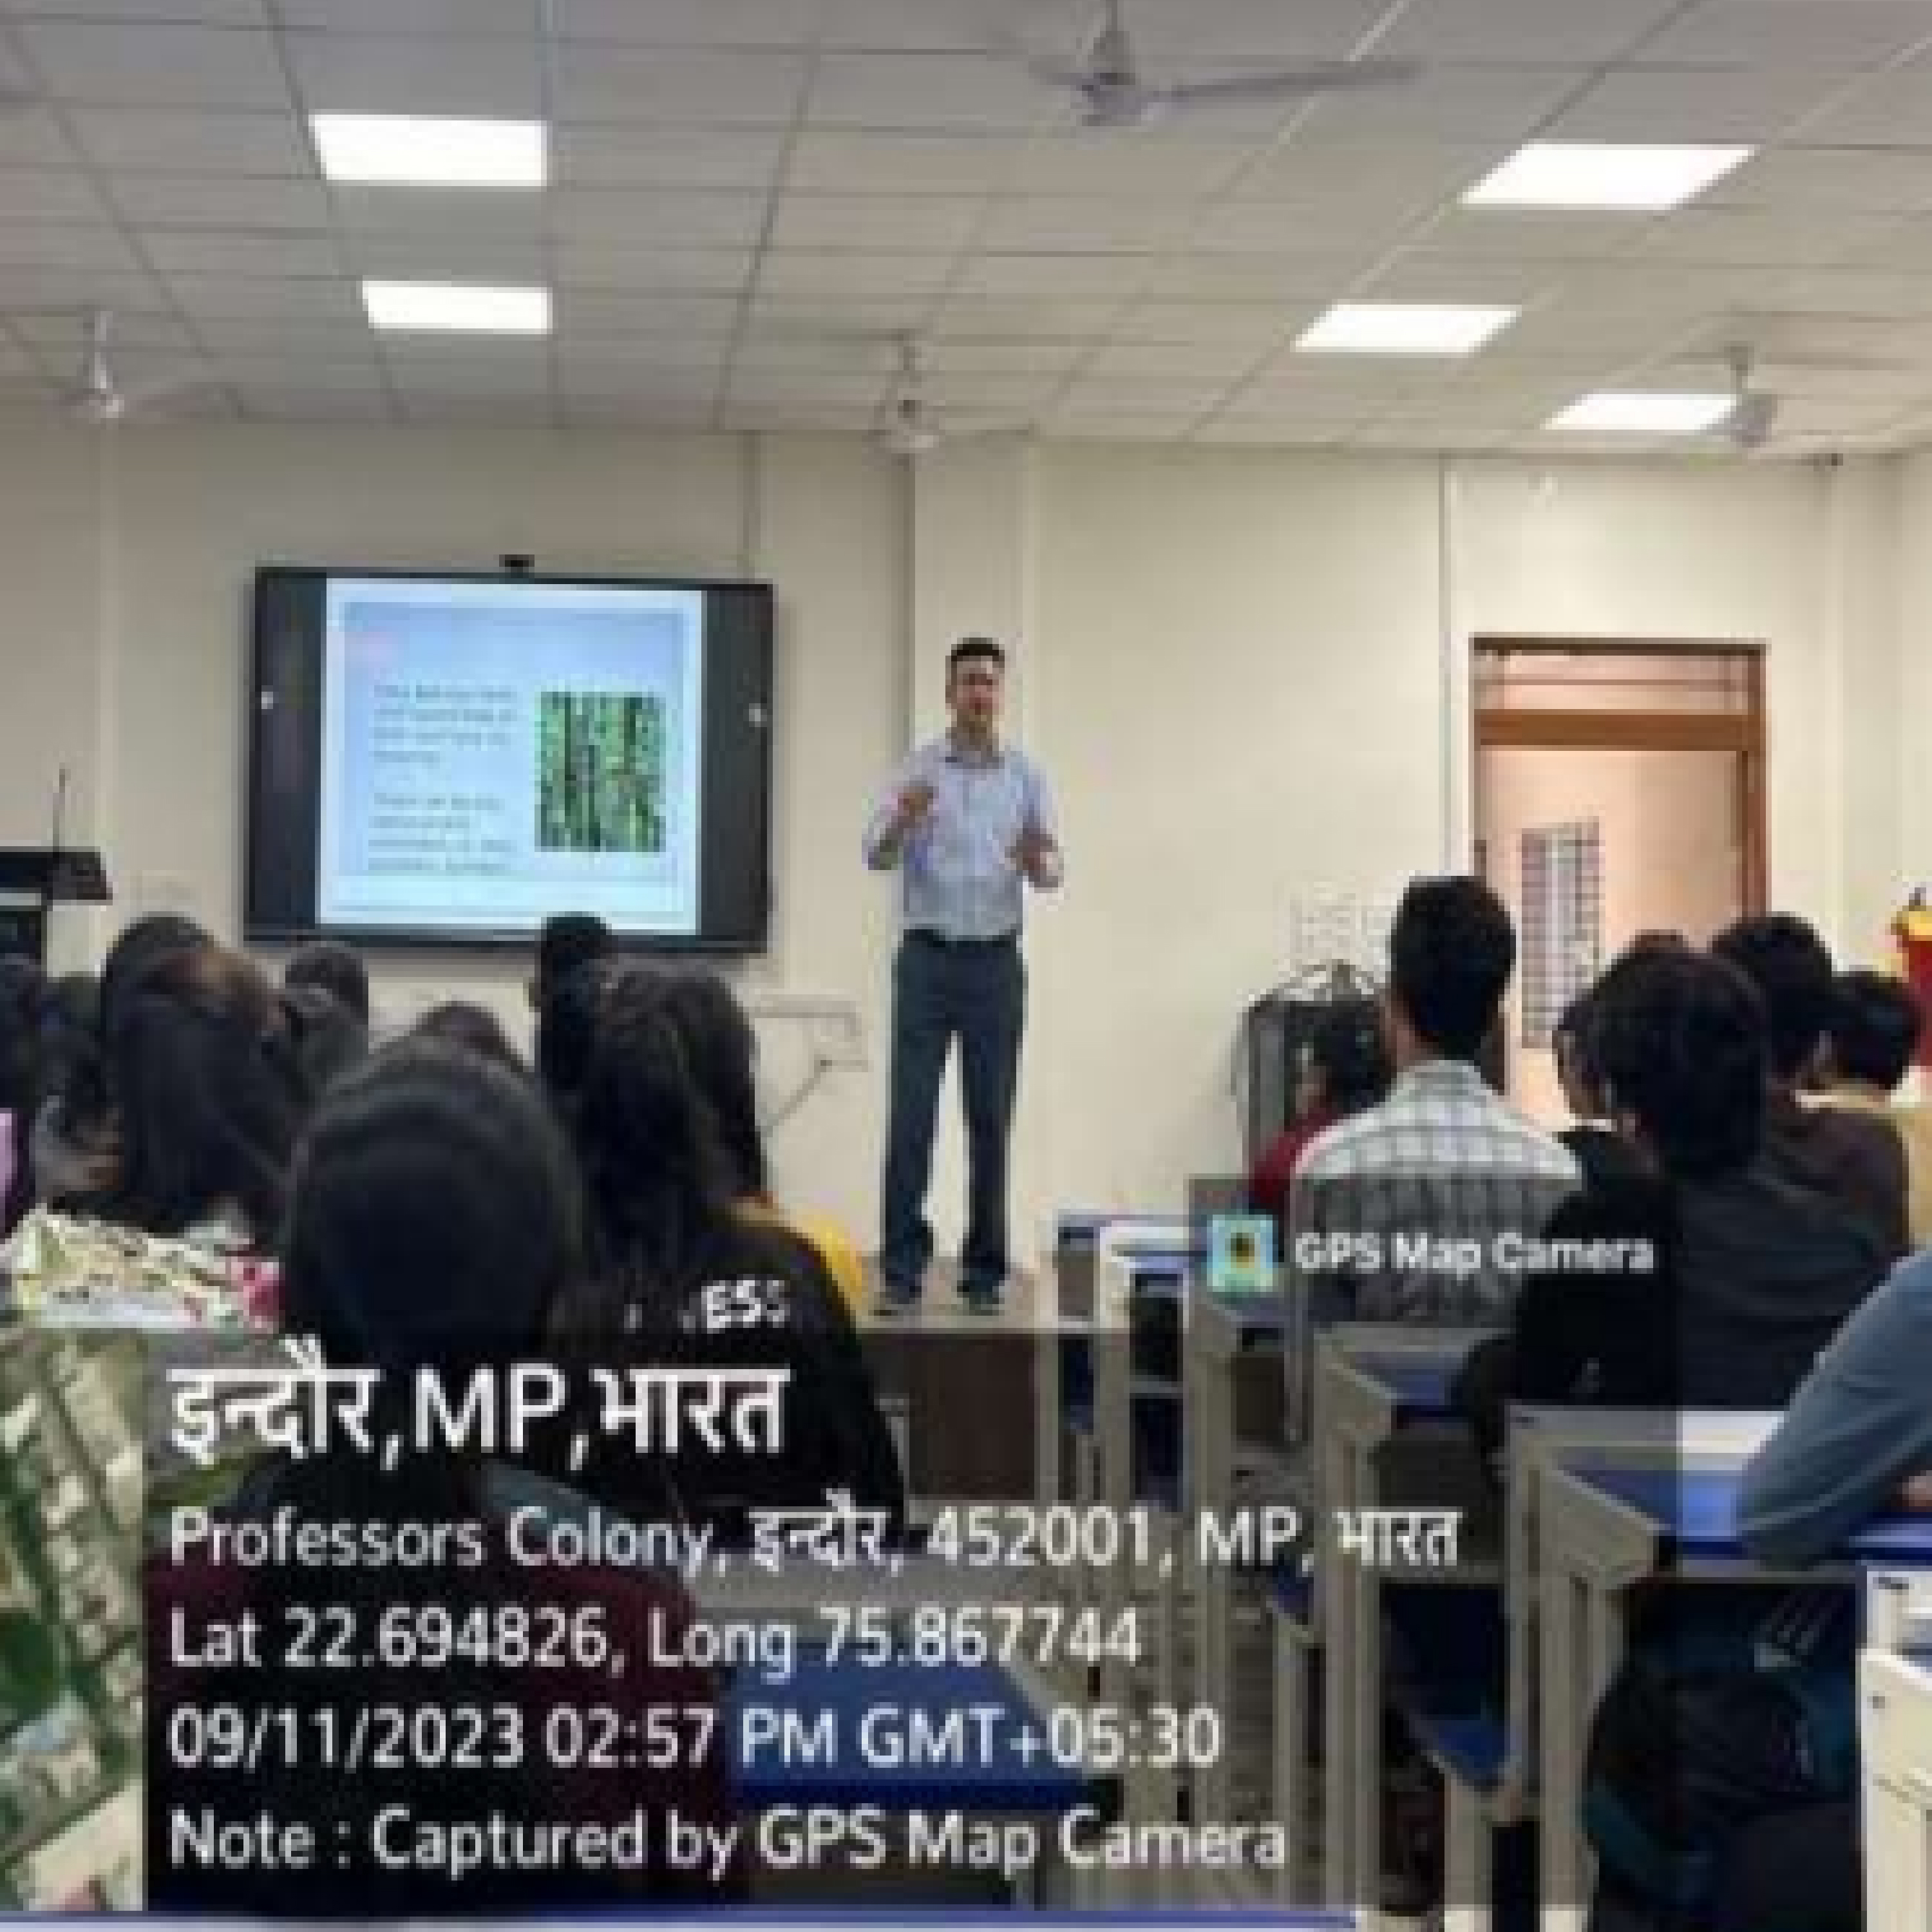 ESS
GPS Map Camera
इन्दौर,MP,भारत
Professors Colony, इन्दौर, 452001, MP, भारत
Lat 22.694826, Long 75.867744
09/11/2023 02:57 PM GMT+05:30
Note : Captured by GPS Map Camera